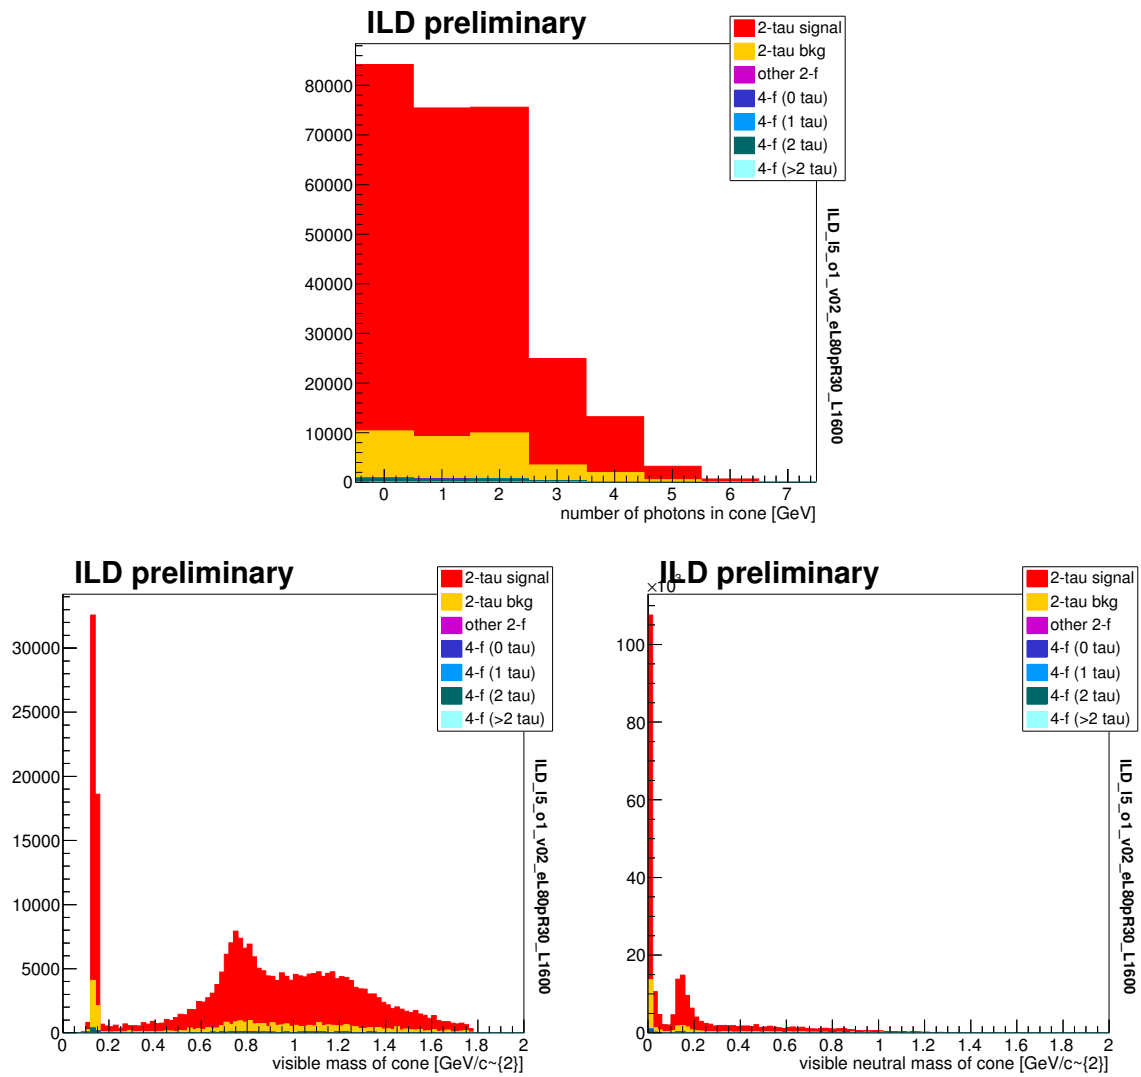 ILD preliminary
2-tau signal
2-tau bkg
other 2-f
4-f (0 tau)
4-f (1 tau)
4-f (2 tau)
4-f (>2 tau)
80000
70000
60000
50000
40000
30000
20000
10000
0
0 1 2 3 4 5 6 7
number of photons in cone [GeV]
ILD_l5_o1_v02_eL80pR30_L1600
ILD preliminary
2-tau signal
2-tau bkg
other 2-f
4-f (0 tau)
4-f (1 tau)
4-f (2 tau)
4-f (>2 tau)
30000
25000
20000
15000
10000
5000
0
0 0.2 0.4 0.6 0.8 1 1.2 1.4 1.6 1.8 2
visible mass of cone [GeV/c~{2}]
ILD_l5_o1_v02_eL80pR30_L1600
ILD preliminary
×10³
2-tau signal
2-tau bkg
other 2-f
4-f (0 tau)
4-f (1 tau)
4-f (2 tau)
4-f (>2 tau)
100
80
60
40
20
0
0 0.2 0.4 0.6 0.8 1 1.2 1.4 1.6 1.8 2
visible neutral mass of cone [GeV/c~{2}]
ILD_l5_o1_v02_eL80pR30_L1600